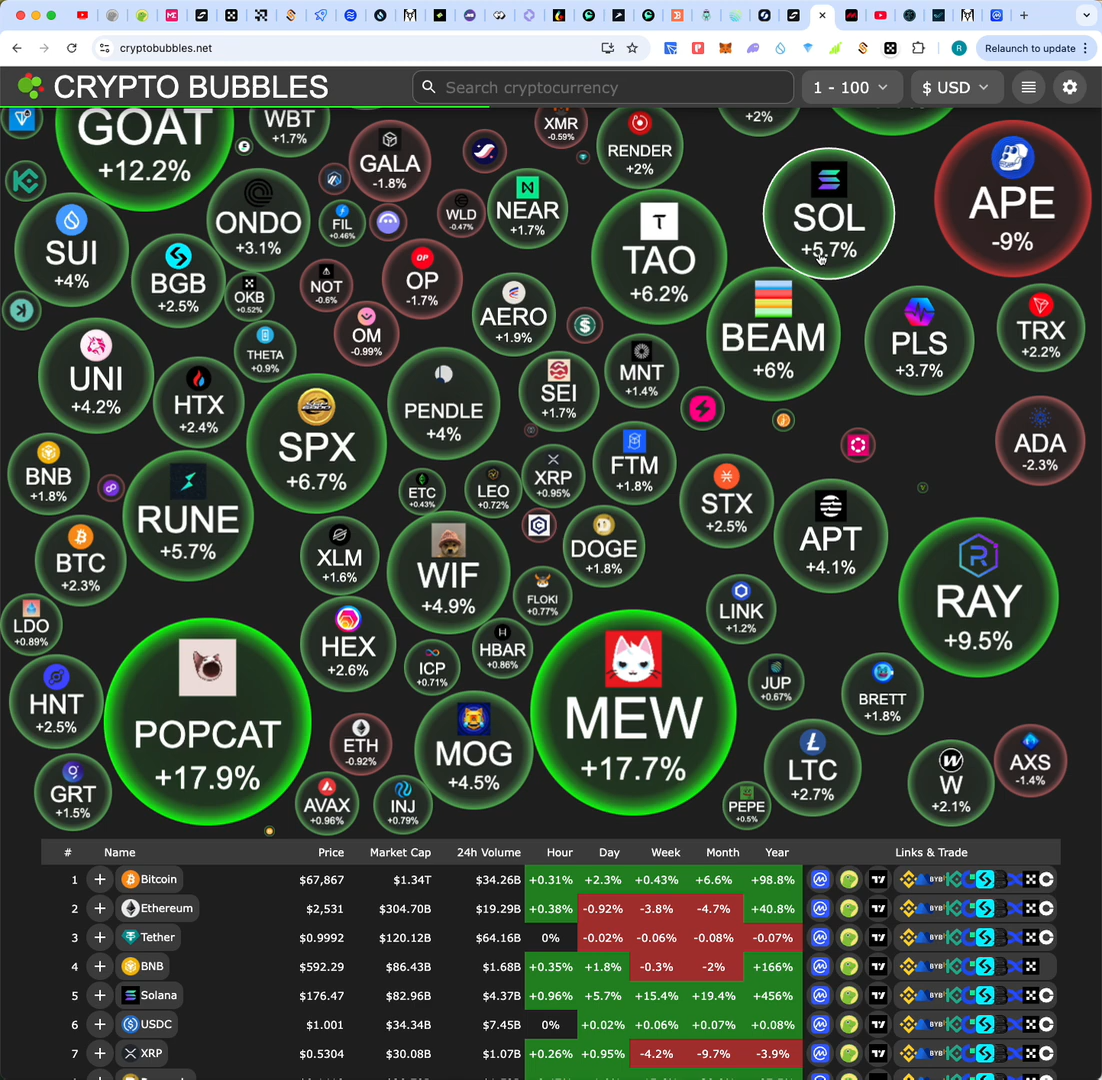 cryptobubbles.net
Relaunch to update
CRYPTO BUBBLES
Search cryptocurrency
1 - 100
$ USD
GOAT
+12.2%
WBT
+1.7%
GALA
-1.8%
XMR
-0.59%
RENDER
+2%
+2%
SOL
+5.7%
APE
-9%
SUI
+4%
ONDO
+3.1%
FIL
+0.46%
WLD
-0.47%
NEAR
+1.7%
TAO
+6.2%
BGB
+2.5%
OKB
+0.52%
NOT
-0.6%
OP
-1.7%
AERO
+1.9%
BEAM
+6%
PLS
+3.7%
TRX
+2.2%
THETA
+0.9%
OM
-0.99%
UNI
+4.2%
HTX
+2.4%
SPX
+6.7%
PENDLE
+4%
SEI
+1.7%
MNT
+1.4%
ADA
-2.3%
BNB
+1.8%
RUNE
+5.7%
ETC
+0.43%
LEO
+0.72%
XRP
+0.95%
FTM
+1.8%
STX
+2.5%
APT
+4.1%
BTC
+2.3%
XLM
+1.6%
WIF
+4.9%
DOGE
+1.8%
FLOKI
+0.77%
LINK
+1.2%
RAY
+9.5%
LDO
+0.89%
HEX
+2.6%
ICP
+0.71%
HBAR
+0.86%
MEW
+17.7%
JUP
+0.67%
BRETT
+1.8%
HNT
+2.5%
POPCAT
+17.9%
ETH
-0.92%
MOG
+4.5%
LTC
+2.7%
W
+2.1%
AXS
-1.4%
GRT
+1.5%
AVAX
+0.96%
INJ
+0.79%
PEPE
+0.5%
# Name Price Market Cap 24h Volume Hour Day Week Month Year Links & Trade
1 Bitcoin $67,867 $1.34T $34.26B +0.31% +2.3% +0.43% +6.6% +98.8%
2 Ethereum $2,531 $304.70B $19.29B +0.38% -0.92% -3.8% -4.7% +40.8%
3 Tether $0.9992 $120.12B $64.16B 0% -0.02% -0.06% -0.08% -0.07%
4 BNB $592.29 $86.43B $1.68B +0.35% +1.8% -0.3% -2% +166%
5 Solana $176.47 $82.96B $4.37B +0.96% +5.7% +15.4% +19.4% +456%
6 USDC $1.001 $34.34B $7.45B 0% +0.02% +0.06% +0.07% +0.08%
7 XRP $0.5304 $30.08B $1.07B +0.26% +0.95% -4.2% -9.7% -3.9%